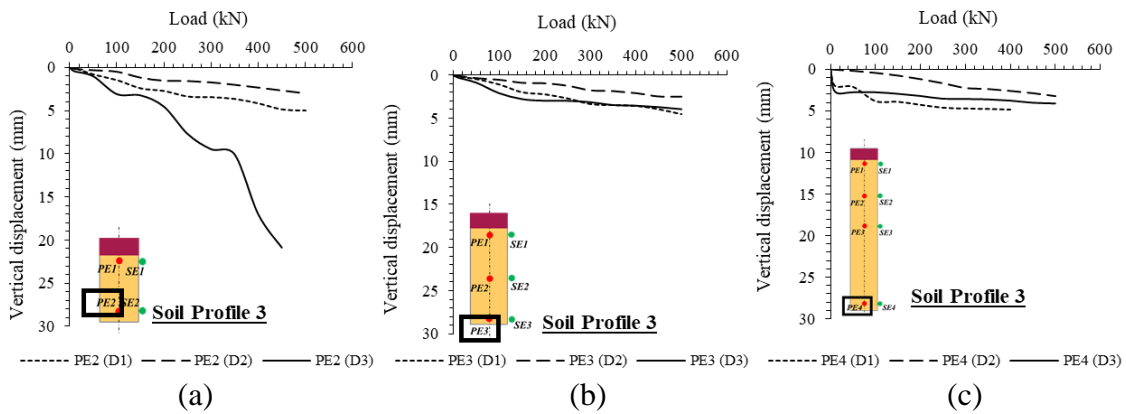 Load (kN)
0 100 200 300 400 500 600
0
5
10
15
20
25
30
Vertical displacement (mm)
PE1 SE1
PE2 SE2
Soil Profile 3
PE2 (D1) PE2 (D2) PE2 (D3)
(a)
Load (kN)
0 100 200 300 400 500 600
0
5
10
15
20
25
30
Vertical displacement (mm)
PE1 SE1
PE2 SE2
PE3 SE3
Soil Profile 3
PE3 (D1) PE3 (D2) PE3 (D3)
(b)
Load (kN)
0 100 200 300 400 500 600
0
5
10
15
20
25
30
Vertical displacement (mm)
PE1 SE1
PE2 SE2
PE3 SE3
PE4 SE4
Soil Profile 3
PE4 (D1) PE4 (D2) PE4 (D3)
(c)